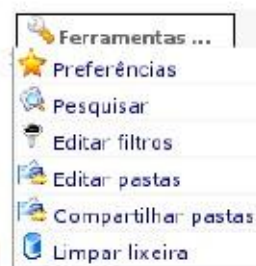 Ferramentas ...
Preferências
Pesquisar
Editar filtros
Editar pastas
Compartilhar pastas
Limpar lixeira